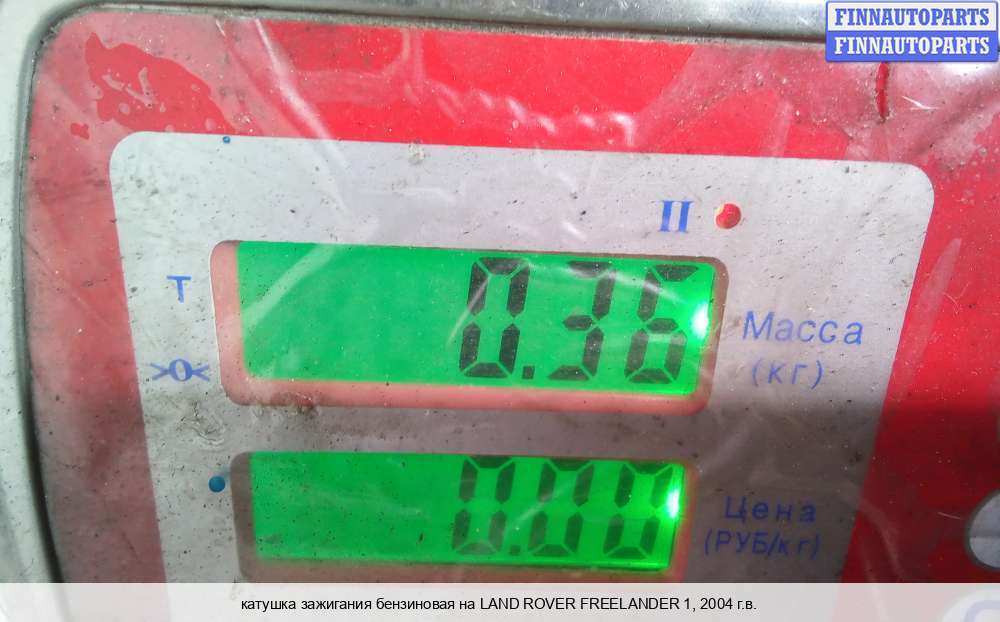 FINNAUTOPARTS
FINNAUTOPARTS
II
T
0.36
Масса
(кг)
>0<
0.00
Цена
(РУБ/кг)
катушка зажигания бензиновая на LAND ROVER FREELANDER 1, 2004 г.в.